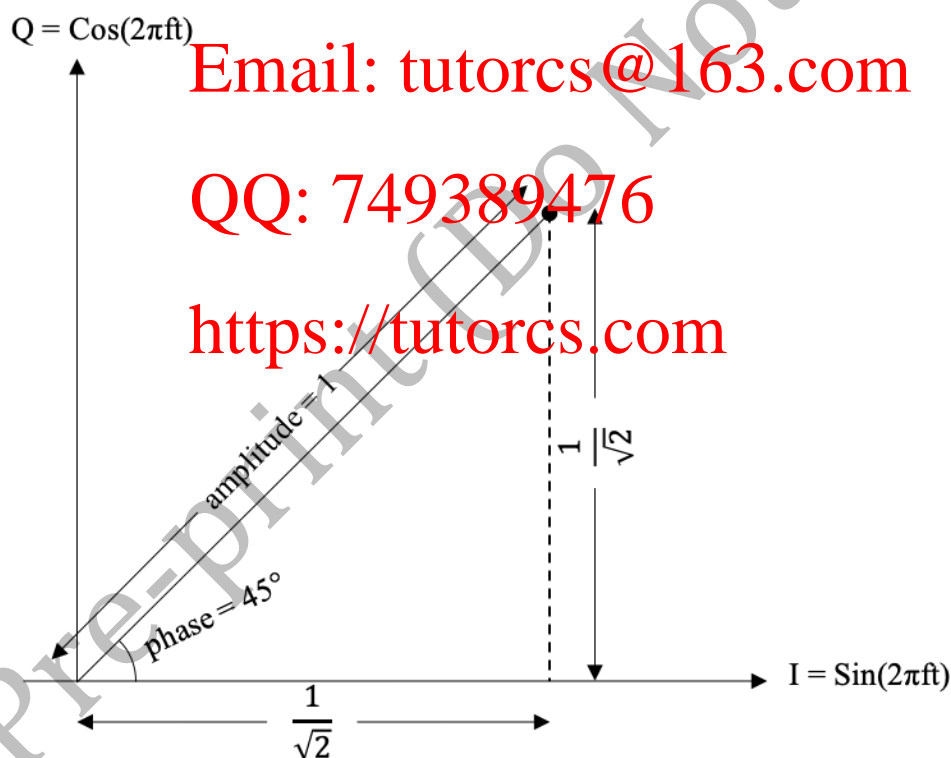 Q = Cos(2πft)
Email: tutorcs@163.com
QQ: 749389476
https://tutorcs.com
amplitude = 1
1
√2
phase = 45°
I = Sin(2πft)
1
√2
Pre-print (Do No